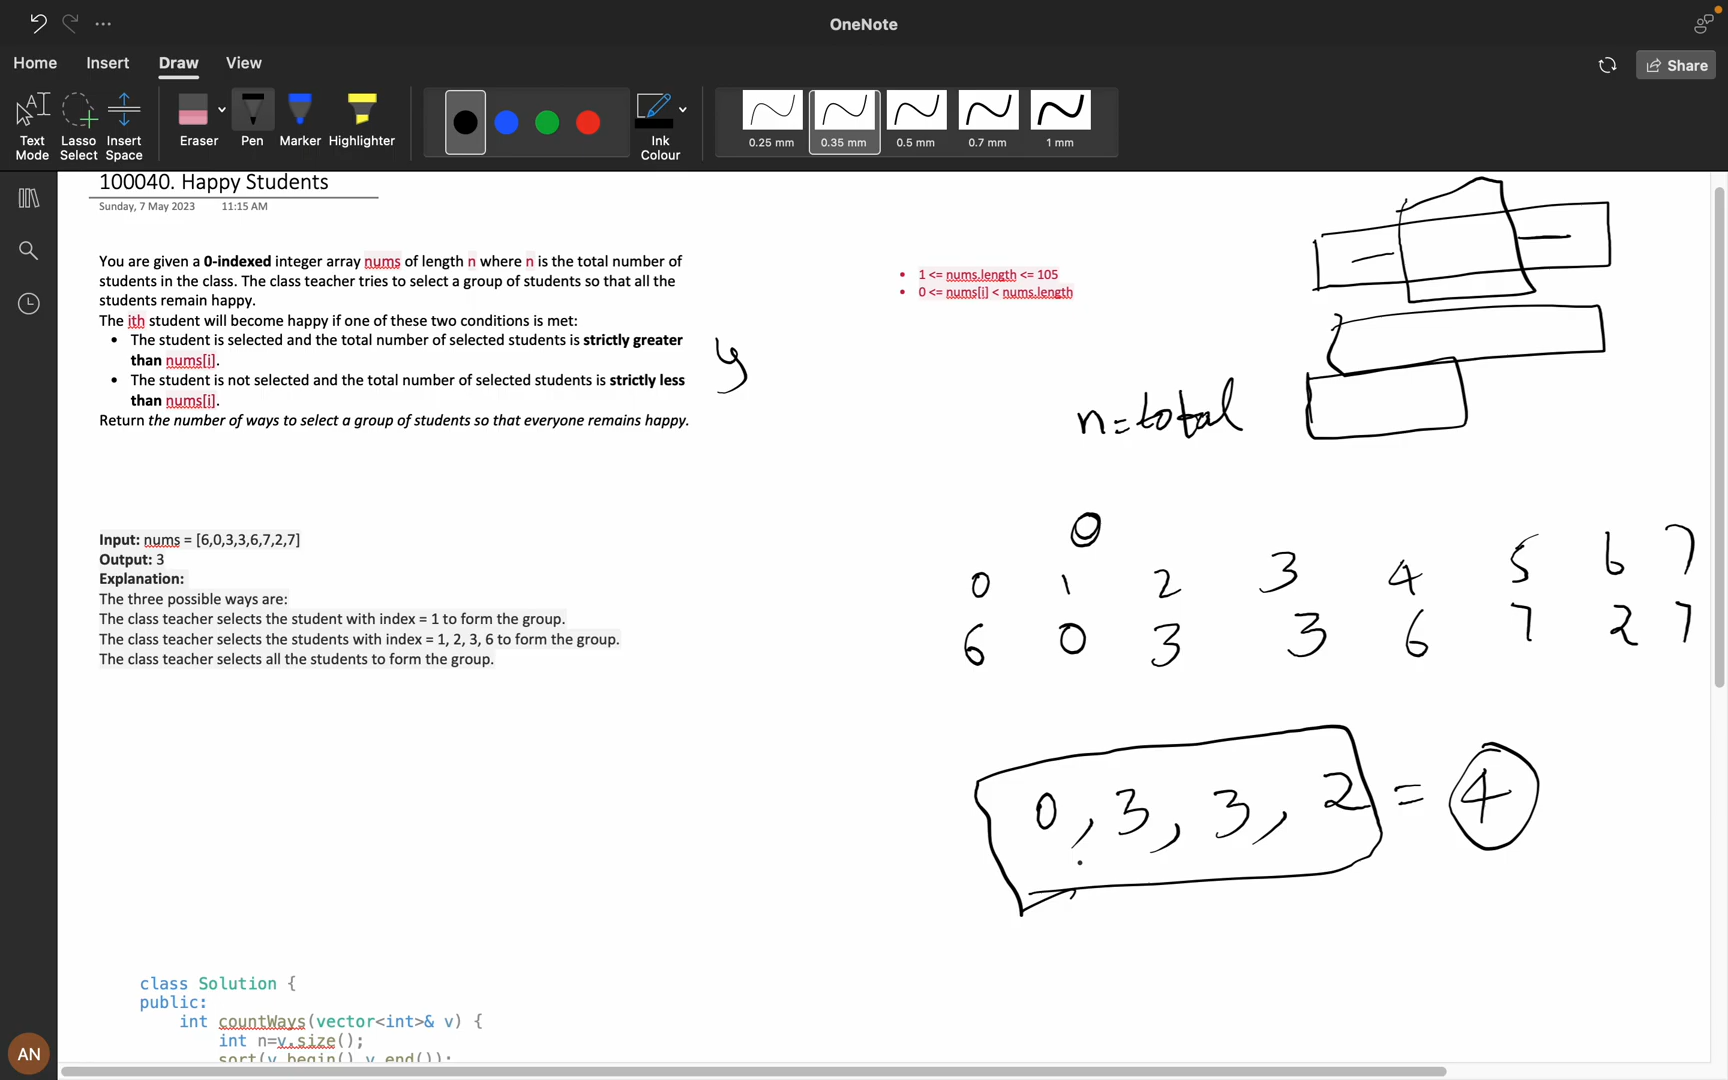 OneNote
Home Insert Draw View
Share
Text Mode
Lasso Select
Insert Space
Eraser
Pen
Marker
Highlighter
Ink Colour
0.25 mm 0.35 mm 0.5 mm 0.7 mm 1 mm
100040. Happy Students
Sunday, 7 May 2023 11:15 AM
You are given a 0-indexed integer array nums of length n where n is the total number of
students in the class. The class teacher tries to select a group of students so that all the
students remain happy.
The ith student will become happy if one of these two conditions is met:
• The student is selected and the total number of selected students is strictly greater
than nums[i].
• The student is not selected and the total number of selected students is strictly less
than nums[i].
Return the number of ways to select a group of students so that everyone remains happy.
• 1 <= nums.length <= 105
• 0 <= nums[i] < nums.length
y
n=total
Input: nums = [6,0,3,3,6,7,2,7]
Output: 3
Explanation:
The three possible ways are:
The class teacher selects the student with index = 1 to form the group.
The class teacher selects the students with index = 1, 2, 3, 6 to form the group.
The class teacher selects all the students to form the group.
0
0 1 2 3 4 5 6 7
6 0 3 3 6 7 2 7
0, 3, 3, 2 = 4
class Solution {
public:
int countWays(vector<int>& v) {
int n=v.size();
sort(v.begin(),v.end());
AN